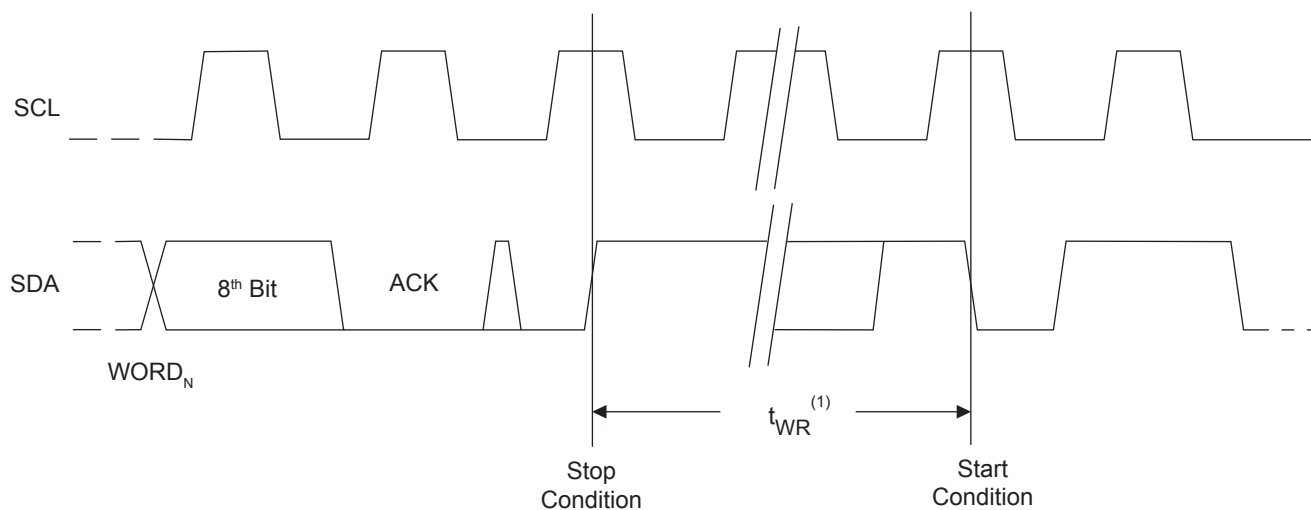 SCL
SDA
8th Bit
ACK
WORDN
tWR(1)
Stop
Condition
Start
Condition